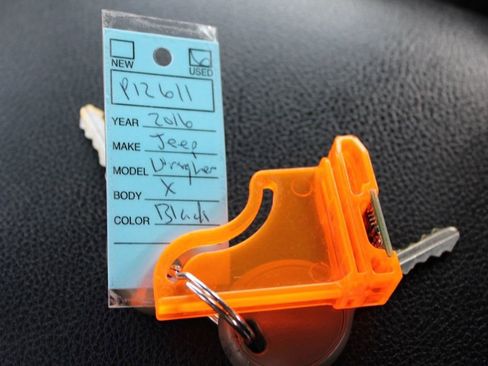 NEW USED
P12611
YEAR 2016
MAKE Jeep
MODEL Wrangler
BODY X
COLOR Black